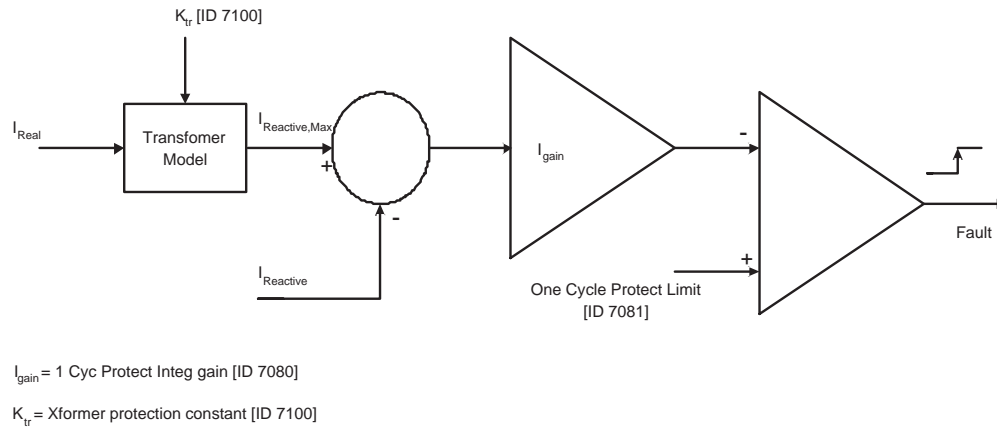 K_tr [ID 7100]
I_Real
Transfomer
Model
I_Reactive,Max
+
-
I_Reactive
I_gain
-
+
One Cycle Protect Limit
[ID 7081]
Fault
I_gain = 1 Cyc Protect Integ gain [ID 7080]
K_tr = Xformer protection constant [ID 7100]